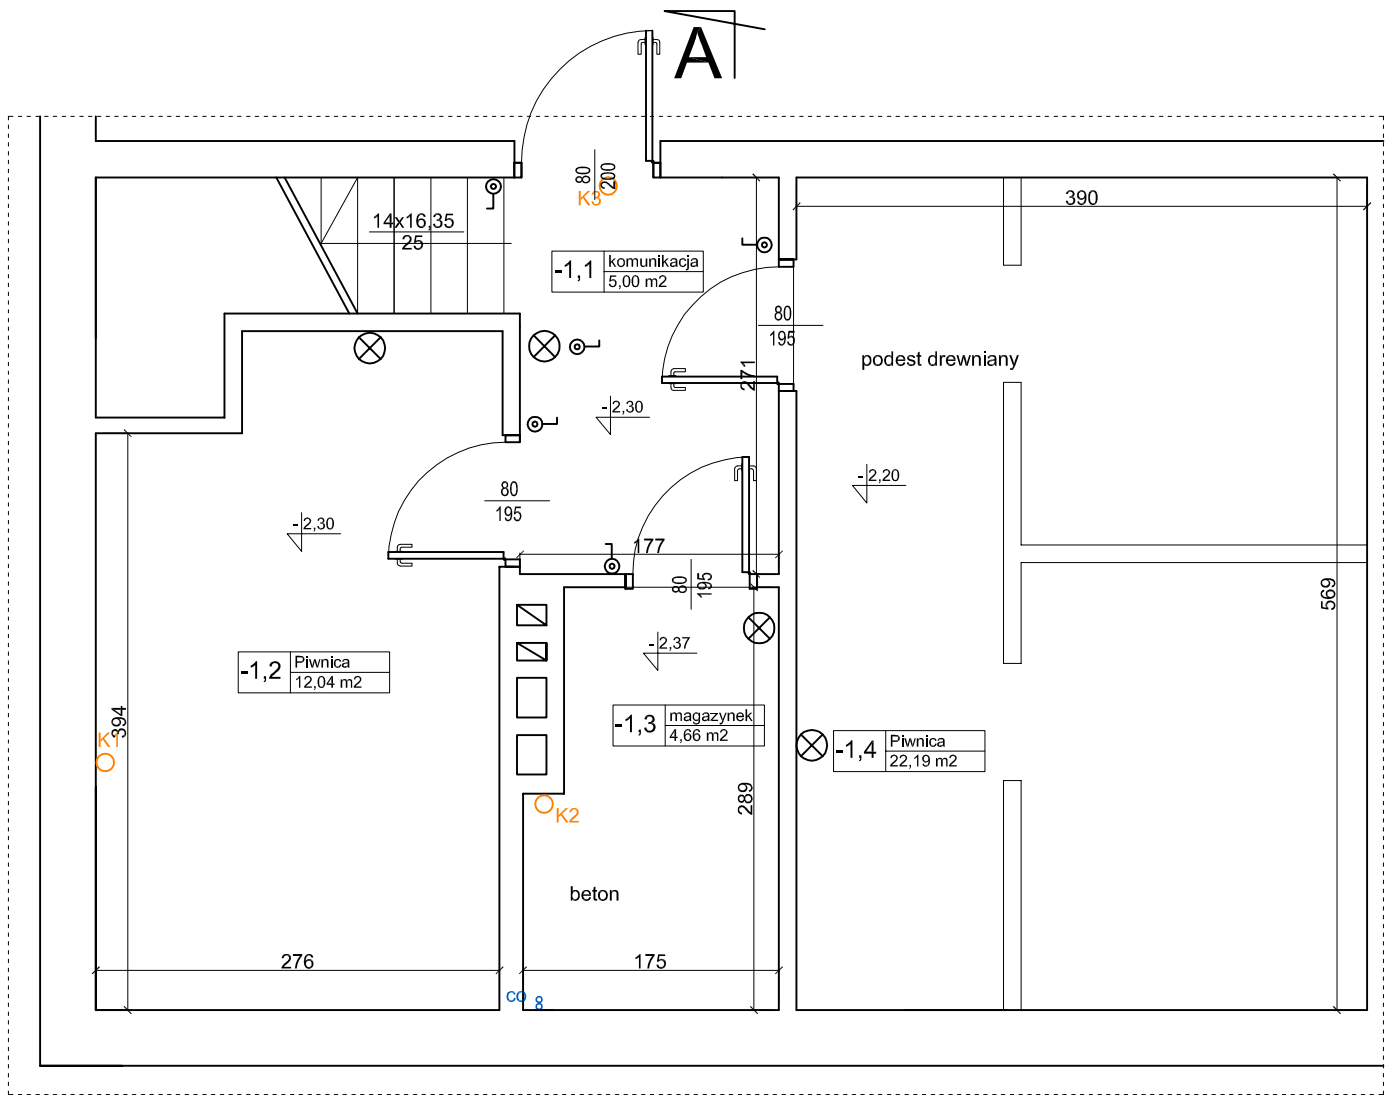 A
80
200
K3
14x16,35
25
390
-1,1
komunikacja
5,00 m2
80
195
271
podest drewniany
-2,30
-2,20
80
195
-2,30
177
80
195
569
-2,37
-1,2
Piwnica
12,04 m2
-1,3
magazynek
4,66 m2
394
K1
-1,4
Piwnica
22,19 m2
289
K2
beton
276
175
co